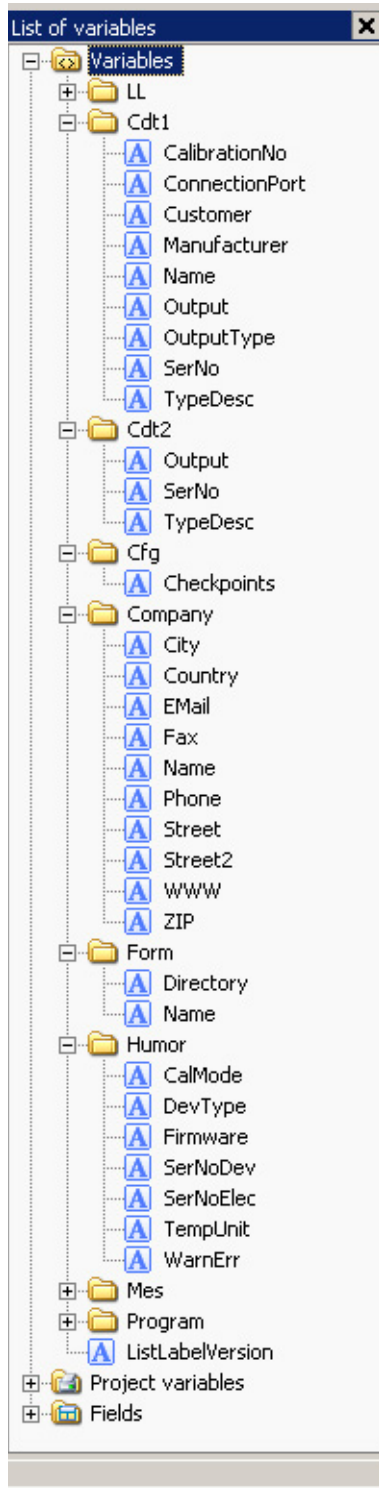 List of variables
Variables
LL
Cdt1
CalibrationNo
ConnectionPort
Customer
Manufacturer
Name
Output
OutputType
SerNo
TypeDesc
Cdt2
Output
SerNo
TypeDesc
Cfg
Checkpoints
Company
City
Country
EMail
Fax
Name
Phone
Street
Street2
WWW
ZIP
Form
Directory
Name
Humor
CalMode
DevType
Firmware
SerNoDev
SerNoElec
TempUnit
WarnErr
Mes
Program
ListLabelVersion
Project variables
Fields